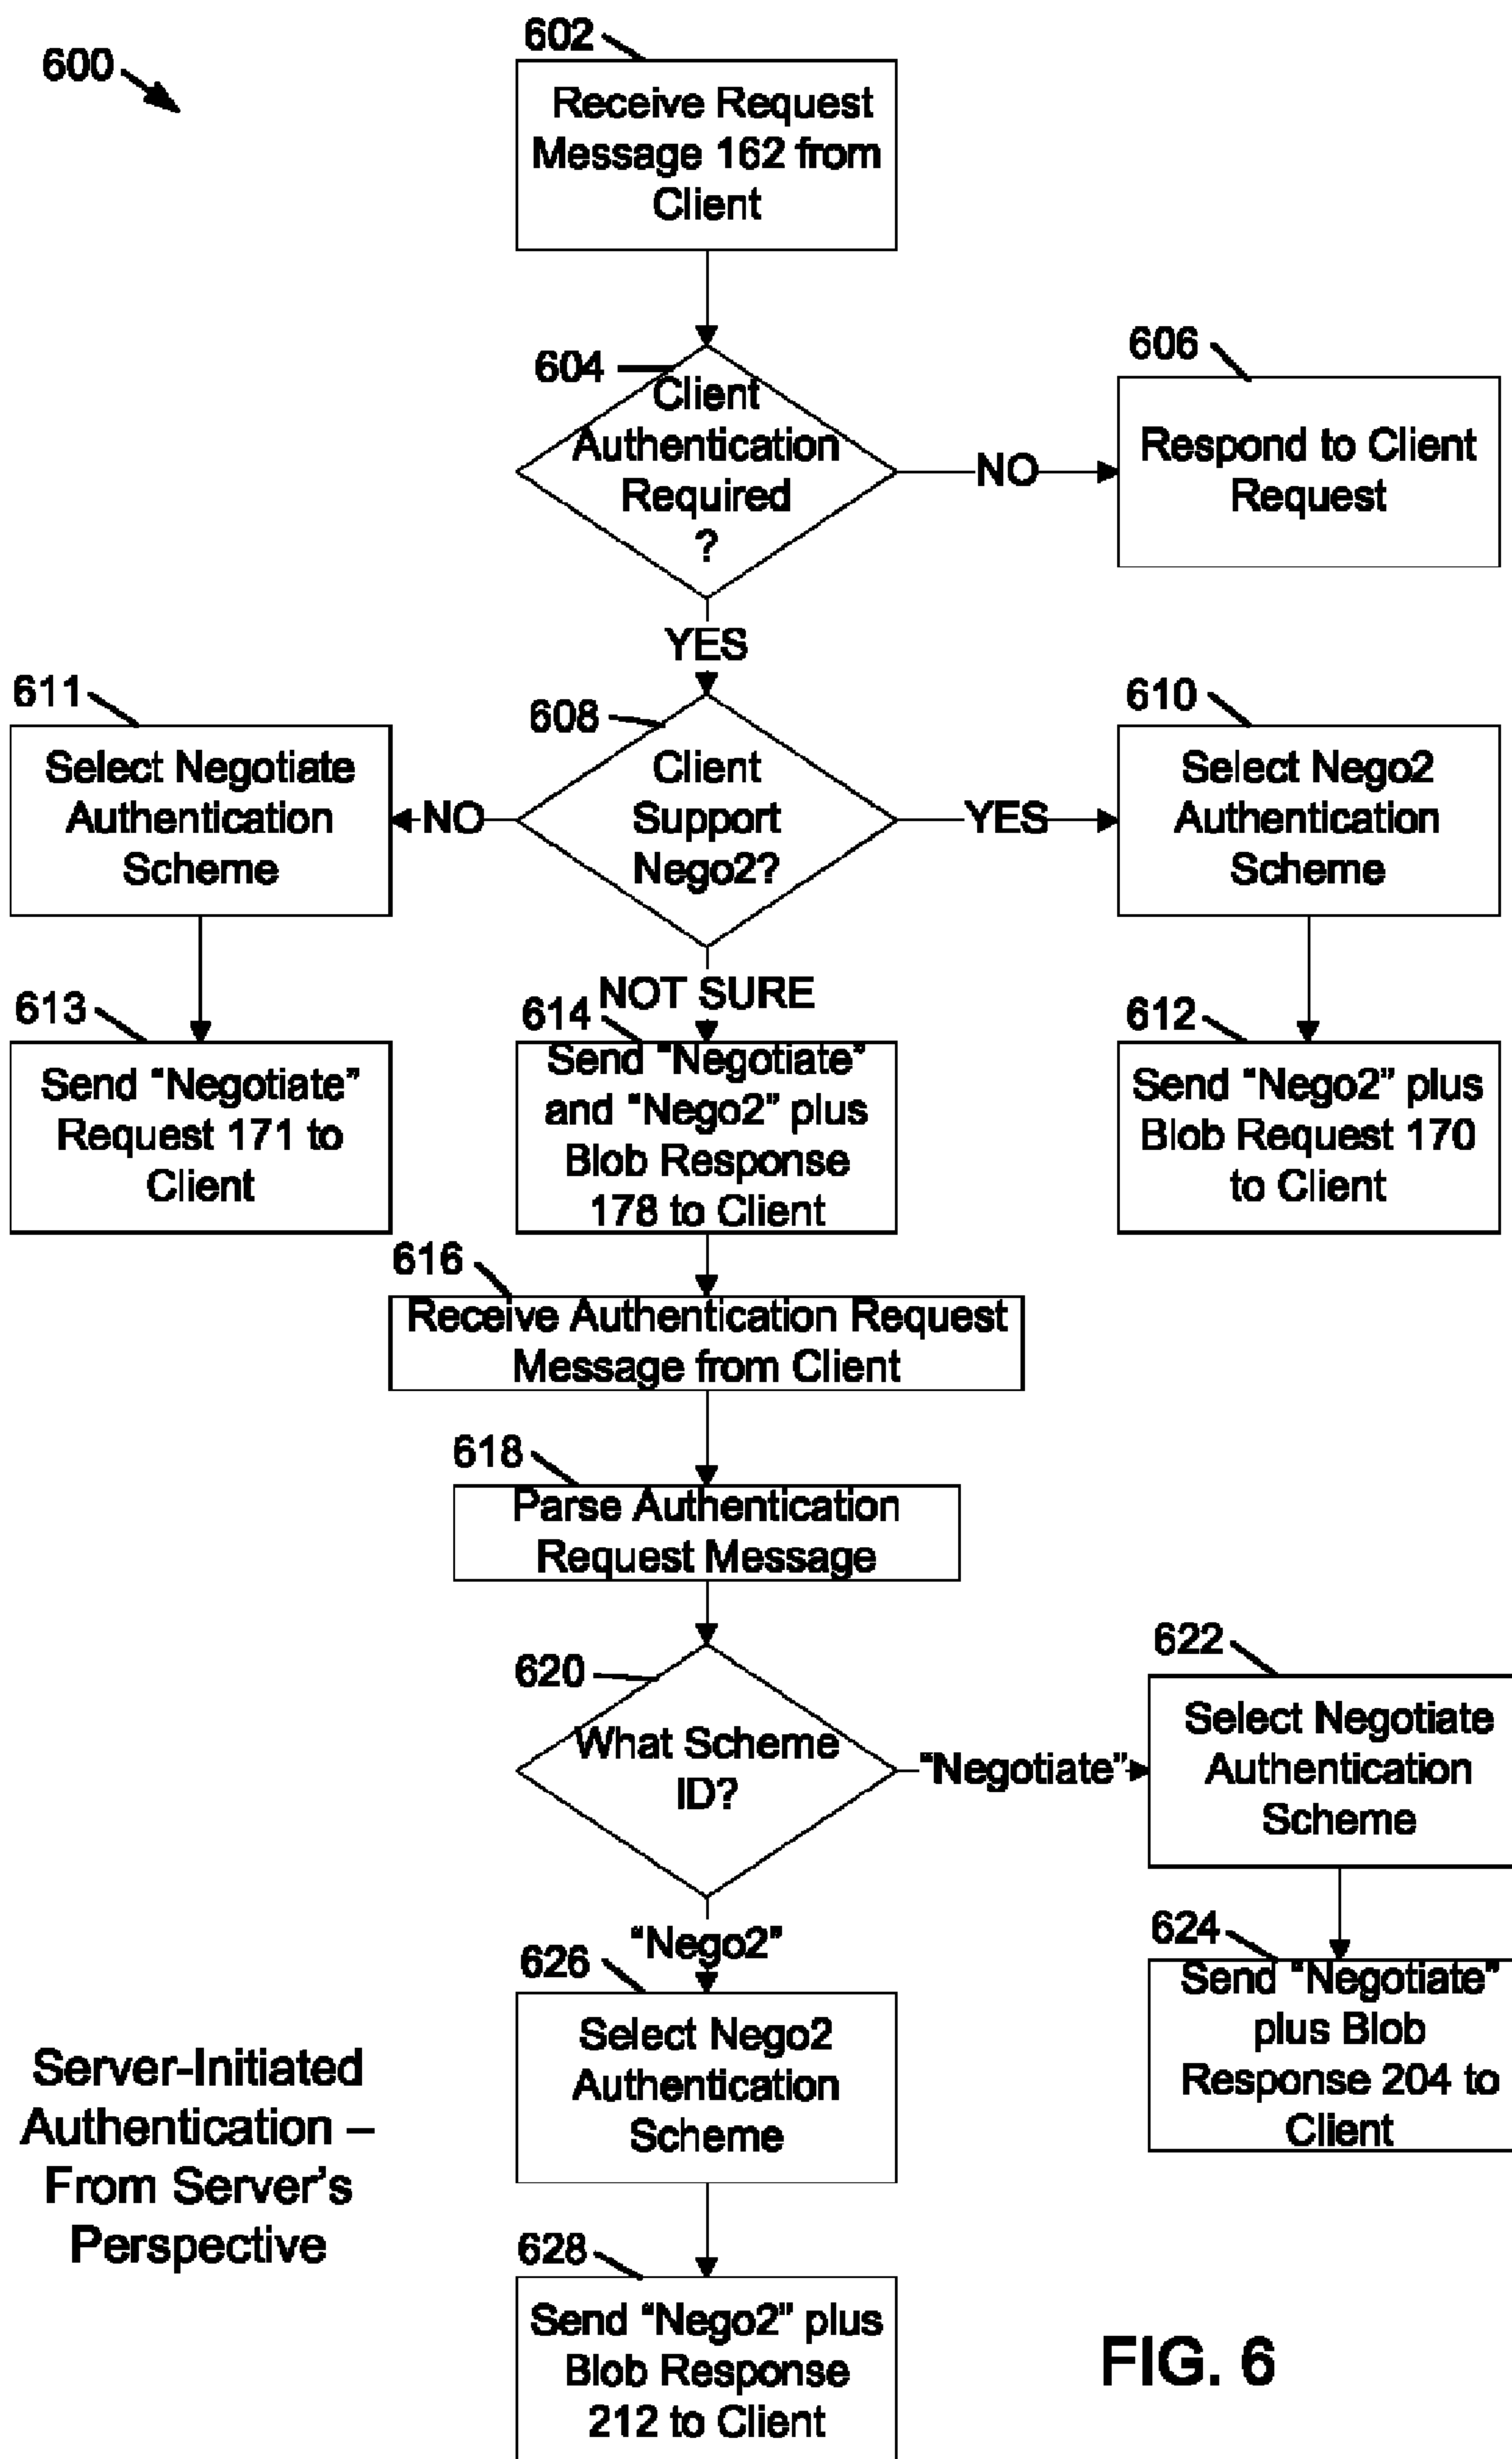 600
602
Receive Request
Message 162 from
Client
604
Client
Authentication
Required
?
NO
606
Respond to Client
Request
YES
611
Select Negotiate
Authentication
Scheme
NO
608
Client
Support
Nego2?
YES
610
Select Nego2
Authentication
Scheme
NOT SURE
613
Send “Negotiate”
Request 171 to
Client
614
Send “Negotiate”
and “Nego2” plus
Blob Response
178 to Client
612
Send “Nego2” plus
Blob Request 170
to Client
616
Receive Authentication Request
Message from Client
618
Parse Authentication
Request Message
620
What Scheme
ID?
“Negotiate”
622
Select Negotiate
Authentication
Scheme
“Nego2”
624
Send “Negotiate”
plus Blob
Response 204 to
Client
626
Select Nego2
Authentication
Scheme
628
Send “Nego2” plus
Blob Response
212 to Client
Server-Initiated
Authentication –
From Server’s
Perspective
FIG. 6